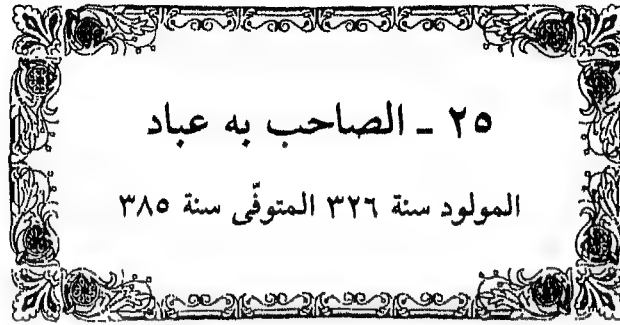 ٢٥ ـ الصاحب به عباد
المولود سنة ٣٢٦ المتوفّى سنة ٣٨٥